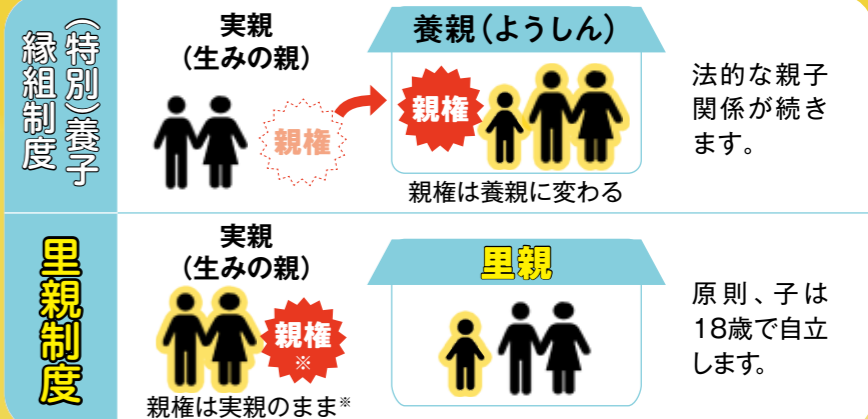 (特別)養子
縁組制度
実親
(生みの親)
親権
養親(ようしん)
親権
親権は養親に変わる
法的な親子
関係が続き
ます。
里親制度
実親
(生みの親)
親権
※
親権は実親のまま※
里親
原則、子は
18歳で自立
します。